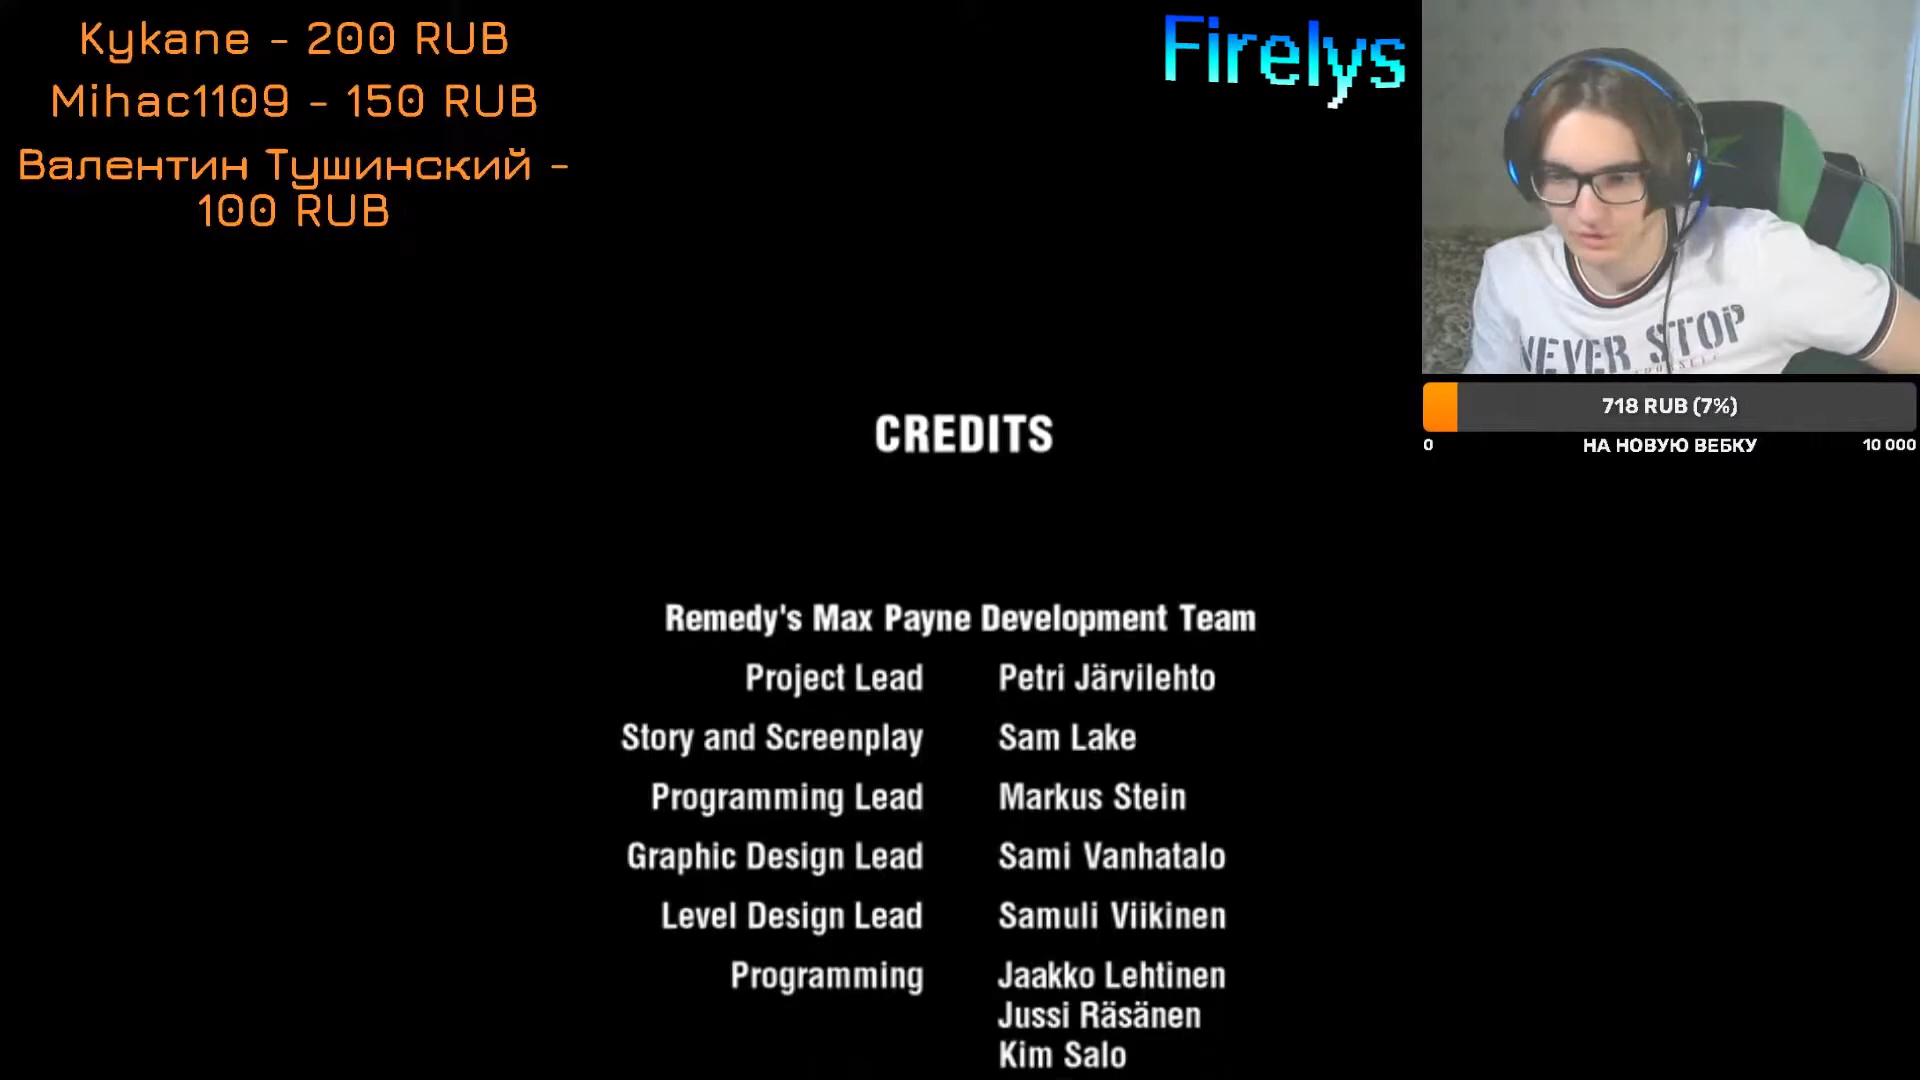 Kykane - 200 RUB
Mihac1109 - 150 RUB
Валентин Тушинский -
100 RUB
Firelys
NEVER STOP
718 RUB (7%)
0 НА НОВУЮ ВЕБКУ 10 000
CREDITS
Remedy's Max Payne Development Team
Project Lead Petri Järvilehto
Story and Screenplay Sam Lake
Programming Lead Markus Stein
Graphic Design Lead Sami Vanhatalo
Level Design Lead Samuli Viikinen
Programming Jaakko Lehtinen
Jussi Räsänen
Kim Salo